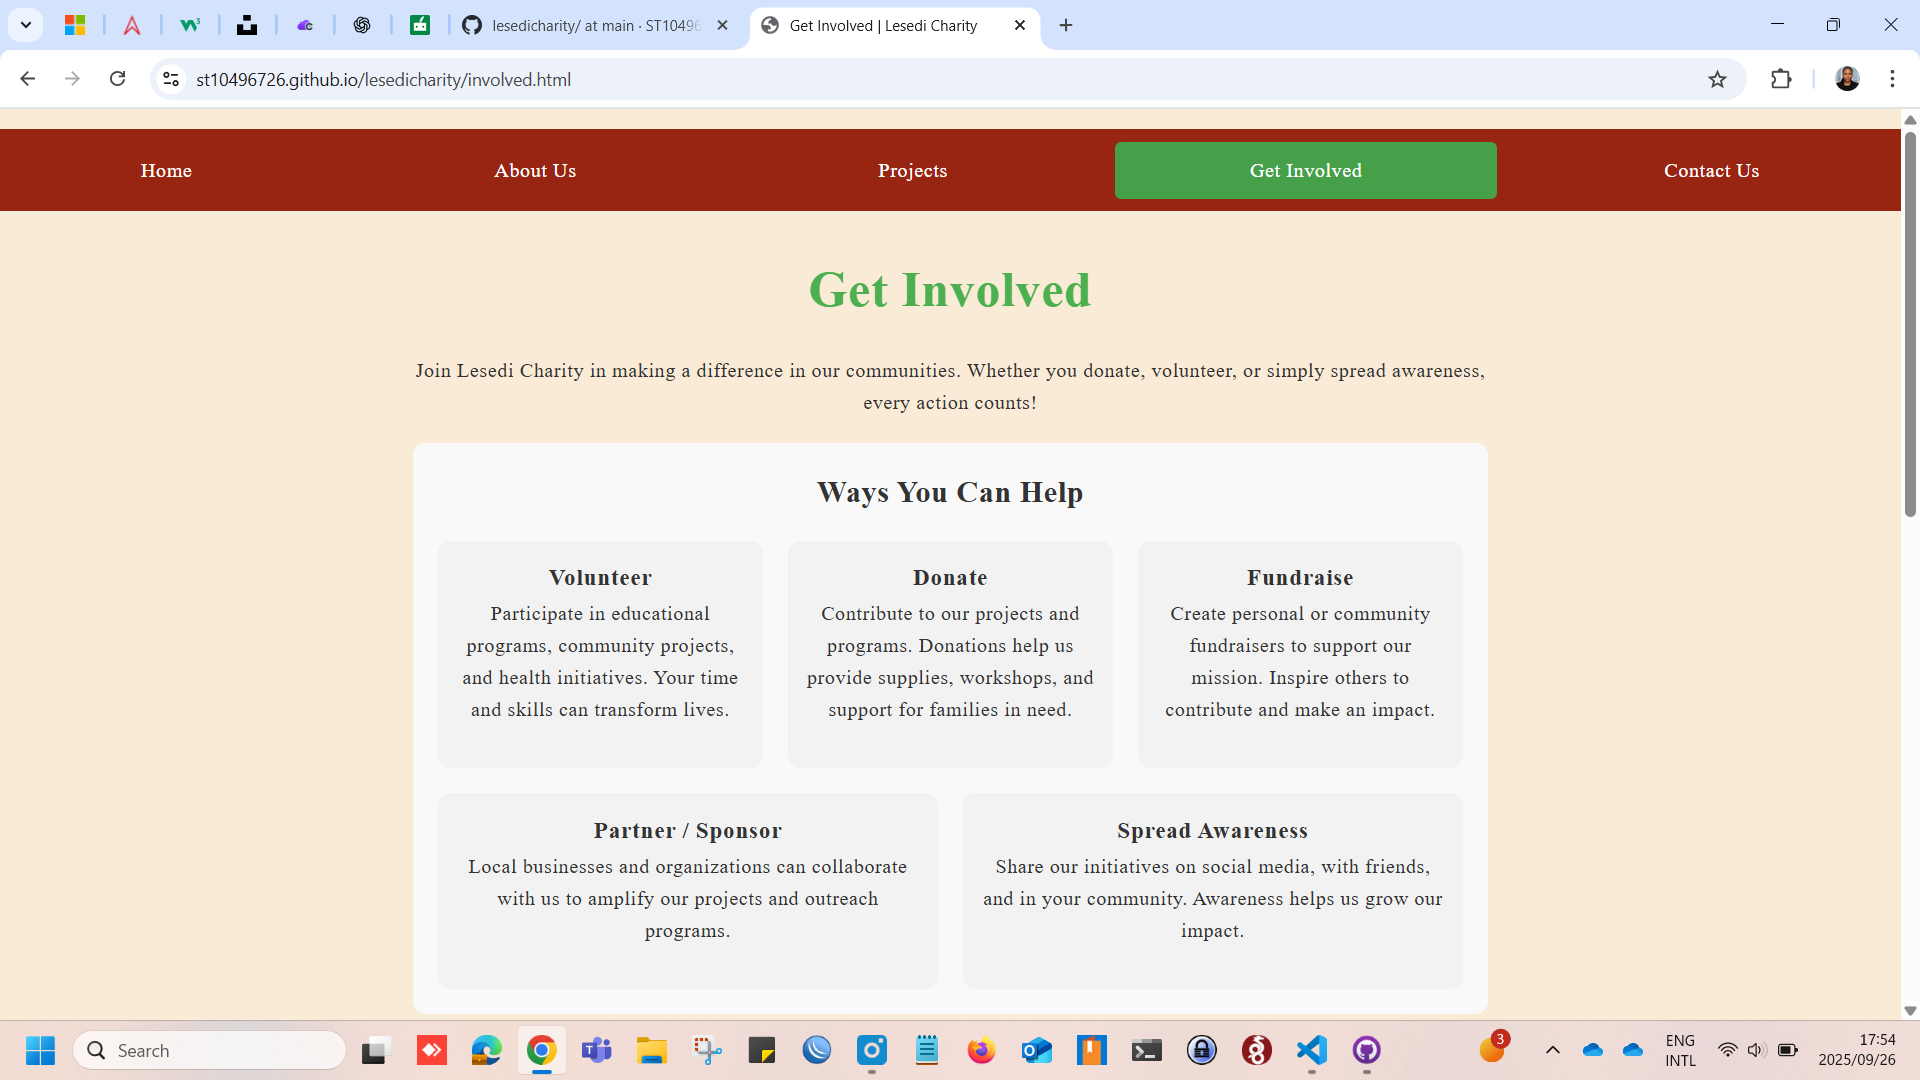 lesedicharity/ at main · ST10496
Get Involved | Lesedi Charity
st10496726.github.io/lesedicharity/involved.html
Home
About Us
Projects
Get Involved
Contact Us
Get Involved
Join Lesedi Charity in making a difference in our communities. Whether you donate, volunteer, or simply spread awareness,
every action counts!
Ways You Can Help
Volunteer
Participate in educational
programs, community projects,
and health initiatives. Your time
and skills can transform lives.
Donate
Contribute to our projects and
programs. Donations help us
provide supplies, workshops, and
support for families in need.
Fundraise
Create personal or community
fundraisers to support our
mission. Inspire others to
contribute and make an impact.
Partner / Sponsor
Local businesses and organizations can collaborate
with us to amplify our projects and outreach
programs.
Spread Awareness
Share our initiatives on social media, with friends,
and in your community. Awareness helps us grow our
impact.
Search
3
ENG
INTL
17:54
2025/09/26